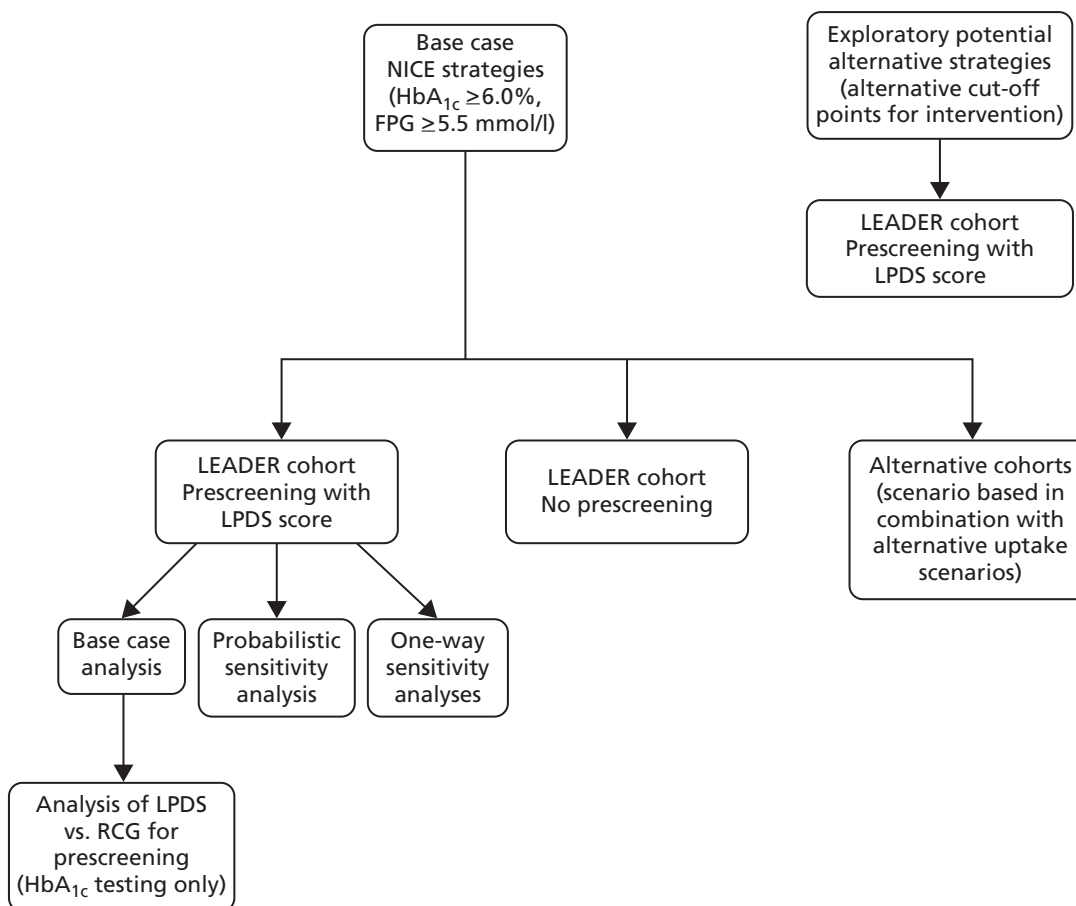 Base case
NICE strategies
(HbA1c ≥6.0%,
FPG ≥5.5 mmol/l)
Exploratory potential
alternative strategies
(alternative cut-off
points for intervention)
LEADER cohort
Prescreening with
LPDS score
LEADER cohort
Prescreening with
LPDS score
LEADER cohort
No prescreening
Alternative cohorts
(scenario based in
combination with
alternative uptake
scenarios)
Base case
analysis
Probabilistic
sensitivity
analysis
One-way
sensitivity
analyses
Analysis of LPDS
vs. RCG for
prescreening
(HbA1c testing only)